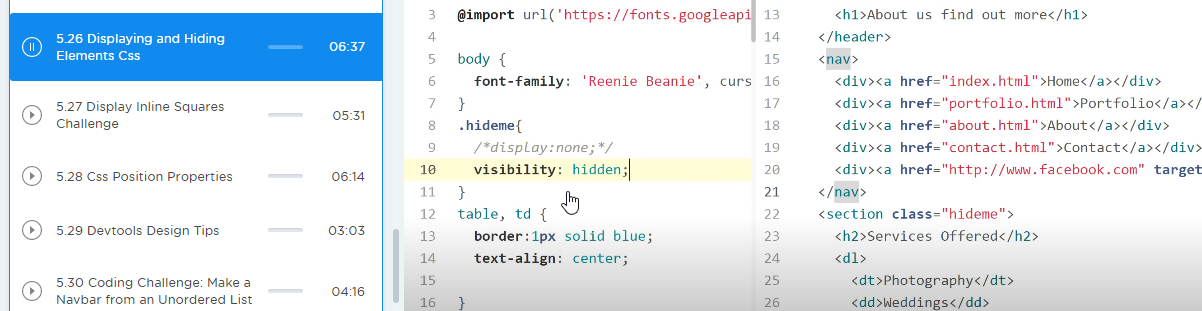 5.26 Displaying and Hiding
Elements Css
06:37
5.27 Display Inline Squares
Challenge
05:31
5.28 Css Position Properties
06:14
5.29 Devtools Design Tips
03:03
5.30 Coding Challenge: Make a
Navbar from an Unordered List
04:16
3 @import url('https://fonts.googleapi
4
5 body {
6 font-family: 'Reenie Beanie', curs
7 }
8 .hideme{
9 /*display:none;*/
10 visibility: hidden;
11 }
12 table, td {
13 border:1px solid blue;
14 text-align: center;
15
16 }
13 <h1>About us find out more</h1>
14 </header>
15 <nav>
16 <div><a href="index.html">Home</a></div>
17 <div><a href="portfolio.html">Portfolio</a></
18 <div><a href="about.html">About</a></div>
19 <div><a href="contact.html">Contact</a></div>
20 <div><a href="http://www.facebook.com" target
21 </nav>
22 <section class="hideme">
23 <h2>Services Offered</h2>
24 <dl>
25 <dt>Photography</dt>
26 <dd>Weddings</dd>